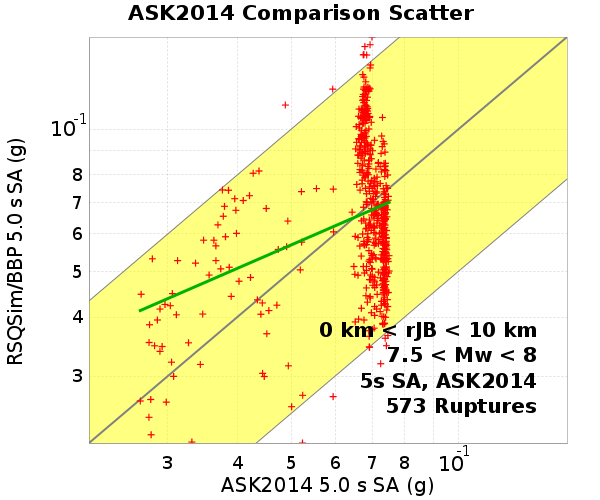 ASK2014 Comparison Scatter
RSQSim/BBP 5.0 s SA (g)
10-1
8
7
6
5
4
3
0 km < rJB < 10 km
7.5 < Mw < 8
5s SA, ASK2014
573 Ruptures
3 4 5 6 7 8 10-1
ASK2014 5.0 s SA (g)